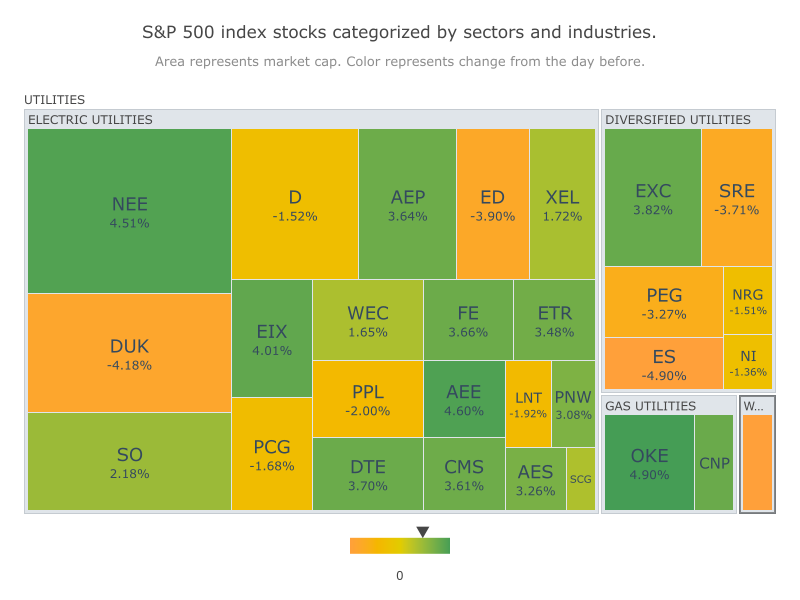 S&P 500 index stocks categorized by sectors and industries.
Area represents market cap. Color represents change from the day before.
UTILITIES
ELECTRIC UTILITIES
NEE
4.51%
DUK
-4.18%
SO
2.18%
D
-1.52%
AEP
3.64%
ED
-3.90%
XEL
1.72%
EIX
4.01%
PCG
-1.68%
WEC
1.65%
FE
3.66%
ETR
3.48%
PPL
-2.00%
AEE
4.60%
LNT
-1.92%
PNW
3.08%
DTE
3.70%
CMS
3.61%
AES
3.26%
SCG
DIVERSIFIED UTILITIES
EXC
3.82%
SRE
-3.71%
PEG
-3.27%
NRG
-1.51%
ES
-4.90%
NI
-1.36%
GAS UTILITIES
OKE
4.90%
CNP
W...
0